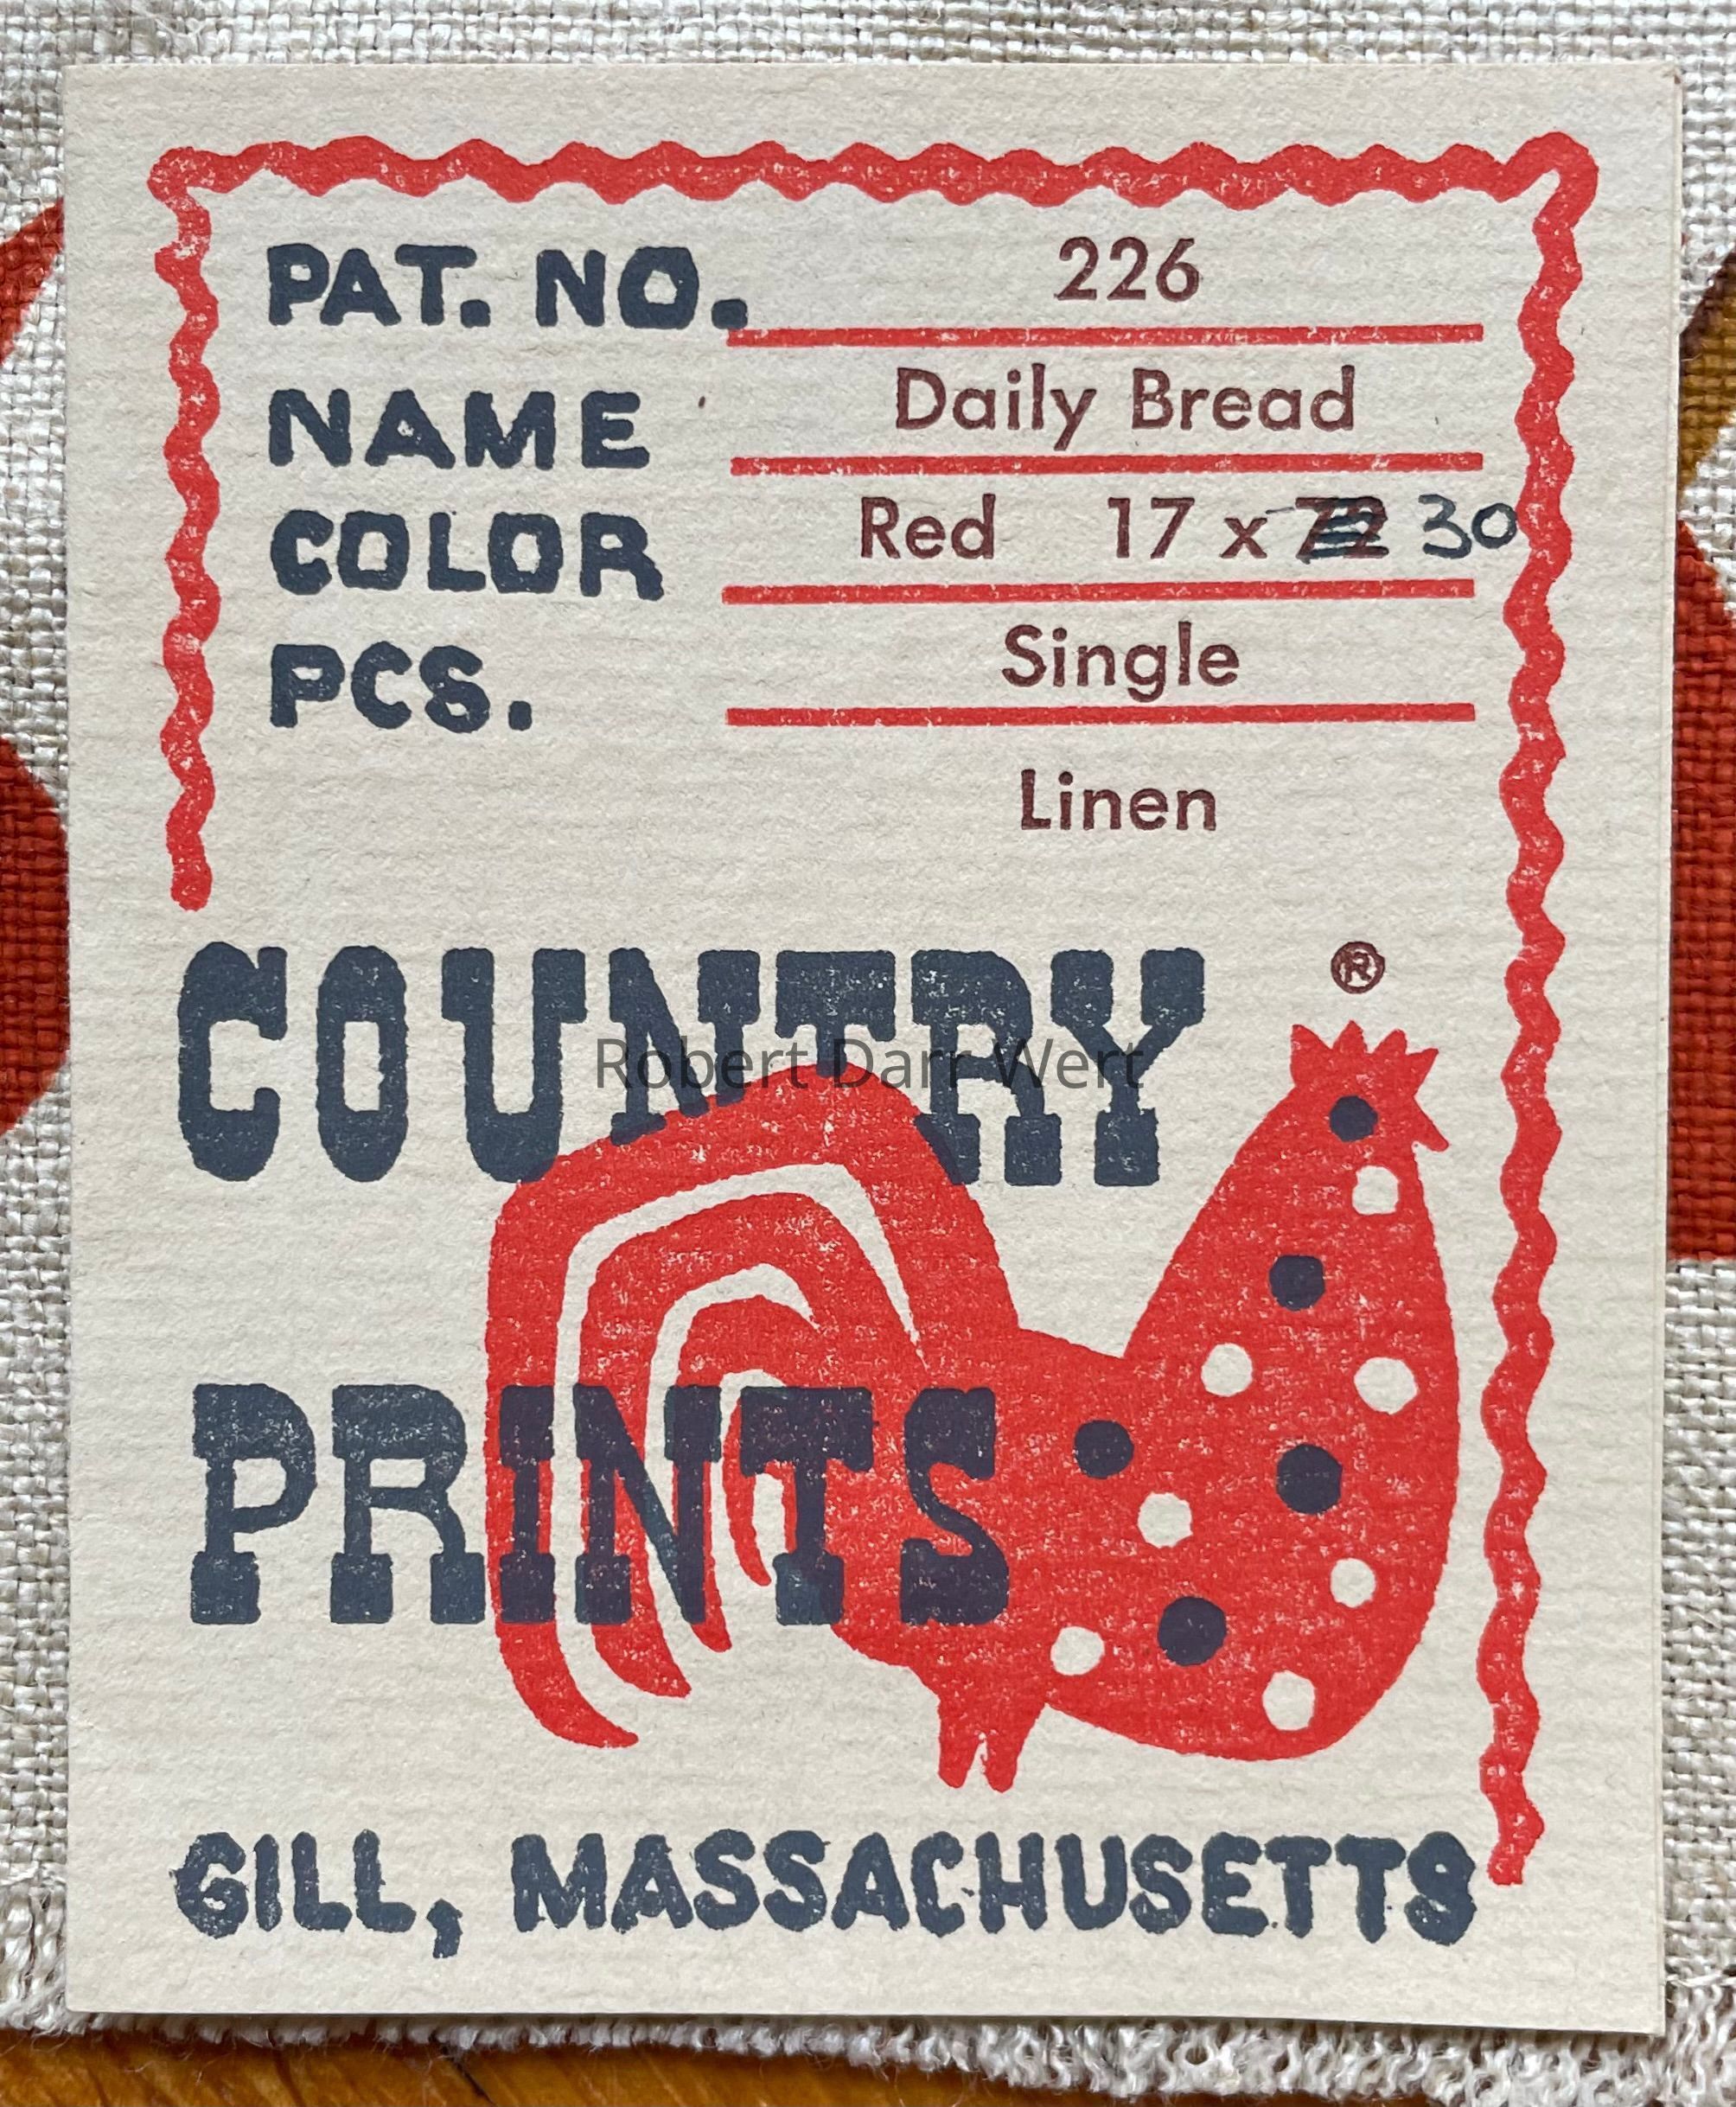 PAT. NO. 226
NAME Daily Bread
COLOR Red 17 x 72 30
PCS. Single
Linen
COUNTRY ®
Robert Darr Wert
PRINTS
GILL, MASSACHUSETTS